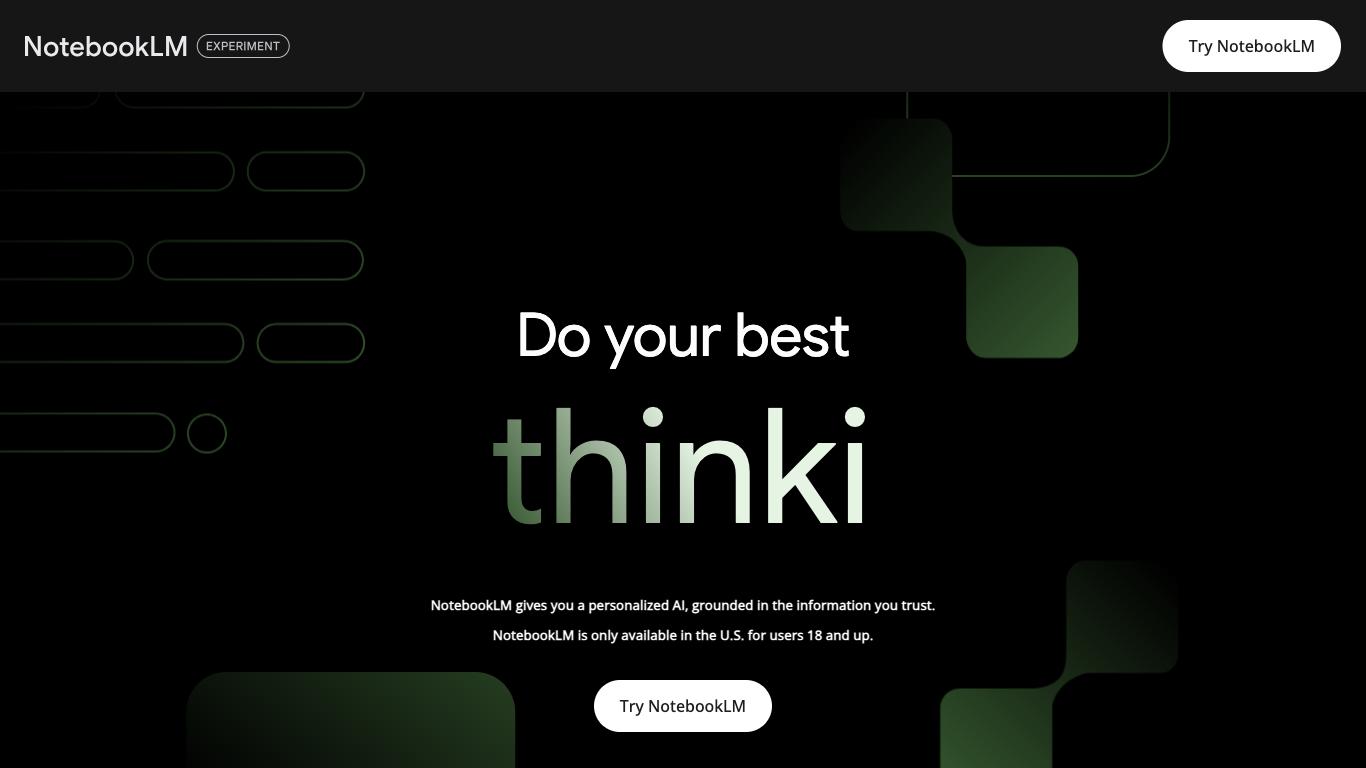 NotebookLM EXPERIMENT
Try NotebookLM
Do your best
thinki
NotebookLM gives you a personalized AI, grounded in the information you trust.
NotebookLM is only available in the U.S. for users 18 and up.
Try NotebookLM